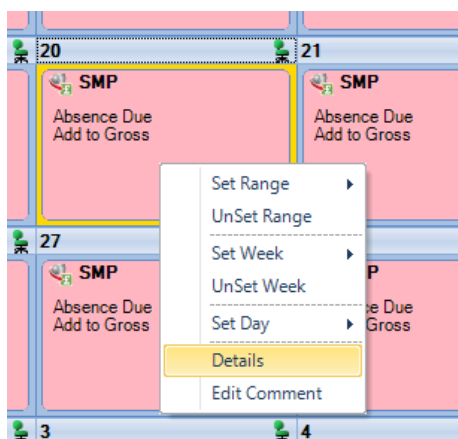 20
21
SMP
SMP
Absence Due
Add to Gross
Absence Due
Add to Gross
Set Range
UnSet Range
Set Week
UnSet Week
Set Day
Details
Edit Comment
27
SMP
P
Absence Due
Add to Gross
e Due
Gross
3
4